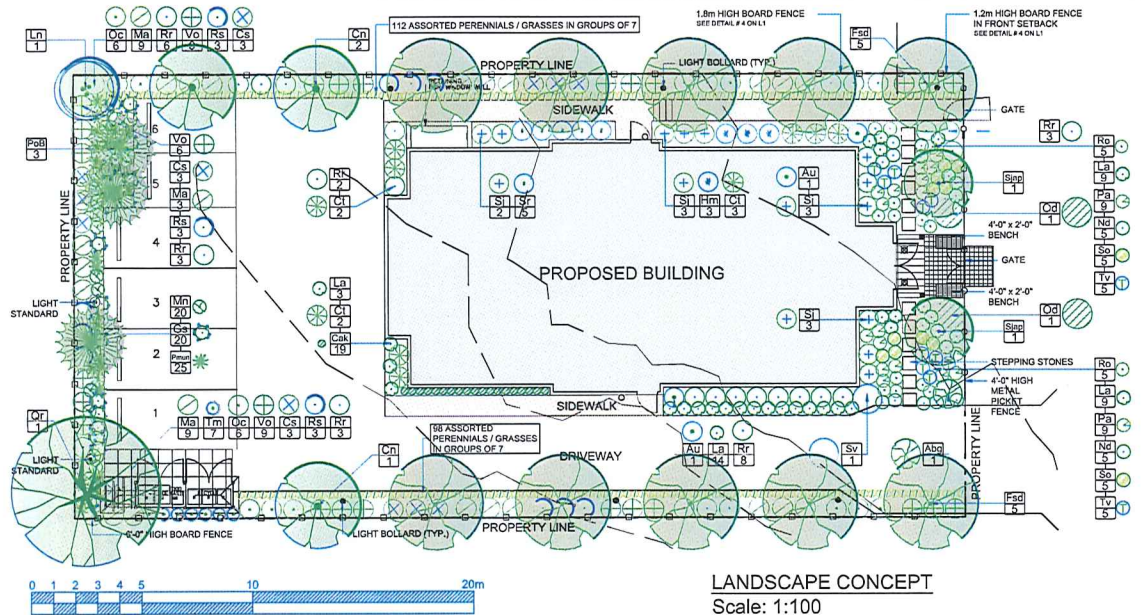 Ln
1
Oc Ma Rr Vo Rs Cs
6 9 6 9 3 3
112 ASSORTED PERENNIALS / GRASSES IN GROUPS OF 7
Cn
2
1.8m HIGH BOARD FENCE
SEE DETAIL # 4 ON L1
Fsd
5
1.2m HIGH BOARD FENCE
IN FRONT SETBACK
SEE DETAIL # 4 ON L1
PROPERTY LINE
LIGHT BOLLARD (TYP.)
WINDOW WELL
SIDEWALK
GATE
PoB
3
6
Vo
6
5
Cs
3
Ma
3
4
Rs
3
Rr
3
PROPERTY LINE
Ct
2
Sj
2
5
Sj Hm Ct
3 3 3
Au
1
Sj
3
Rr
3
Sjap
1
Od
1
4'-0" x 2'-0"
BENCH
GATE
4'-0" x 2'-0"
BENCH
Od
1
Sjap
1
Ro
5
La
9
Pa
9
Nd
5
So
5
Tv
5
PROPOSED BUILDING
LIGHT
STANDARD
3
Mn
20
Gs
20
2
Pmun
25
La
3
Ct
2
Cak
19
Sj
3
STEPPING STONES
4'-0" HIGH
METAL
PICKET
FENCE
Ro
5
La
9
Pa
9
Nd
5
So
5
Tv
5
Qr
1
1
Ma Tm Oc Vo Cs Rs Rr
9 7 6 9 3 3 3
SIDEWALK
98 ASSORTED
PERENNIALS / GRASSES
IN GROUPS OF 7
LIGHT
STANDARD
Cn
1
DRIVEWAY
Au La Rr
1 14 8
Sv
1
Abg
1
PROPERTY LINE
Fsd
5
6'-0" HIGH BOARD FENCE
LIGHT BOLLARD (TYP.)
PROPERTY LINE
0 1 2 3 4 5 10 20m
LANDSCAPE CONCEPT
Scale: 1:100